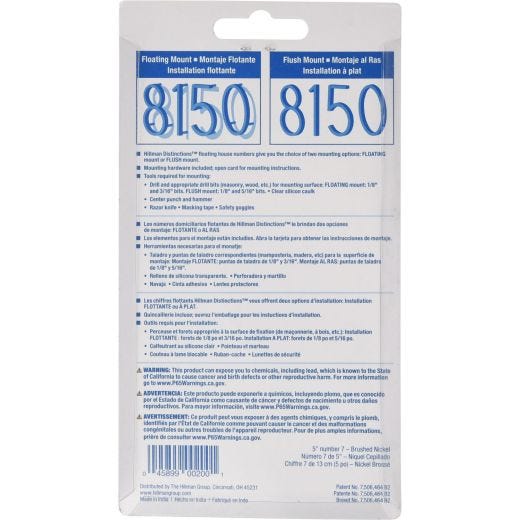 Floating Mount ■ Montaje Flotante
Installation flottante
8150
Flush Mount ■ Montaje al Ras
Installation à plat
8150
■ Hillman Distinctions™ floating house numbers give you the choice of two mounting options: FLOATING
mount or FLUSH mount.
■ Mounting hardware included; open card for mounting instructions.
■ Tools required for mounting:
• Drill and appropriate drill bits (masonry, wood, etc.) for mounting surface; FLOATING mount: 1/8"
and 3/16" bits. FLUSH mount: 1/8" and 5/16" bits. • Clear silicon caulk
• Center punch and hammer
• Razor knife • Masking tape • Safety goggles
■ Los números domiciliarios flotantes de Hillman Distinctions™ le brindan dos opciones
de montaje: FLOTANTE o AL RAS
■ Los elementos para el montaje están incluidos. Abra la tarjeta para obtener las instrucciones de montaje.
■ Herramientas necesarias para el monatje:
• Taladro y puntas de taladro correspondientes (mampostería, madera, etc) para la superficie de
montaje: Montaje FLOTANTE: puntas de taladro de 1/8" y 3/16". Montaje AL RAS: puntas de taladro
de 1/8" y 5/16".
• Rellene de silicona transparente. • Perforadora y martillo
• Navaja • Cinta adhesiva • Lentes protectores
■ Les chiffres flottants Hillman Distinctions™ vous offrent deux options d'installation: Installation
FLOTTANTE ou À PLAT.
■ Quincaillerie incluse; ouvrez l'emballage pour les instuctions d'installation.
■ Outils requis pour l'installation:
• Perceuse et forets appropriés à la surface de fixation (de maçonnerie, à bois, etc.): Installation
FLOTTANTE : forets de 1/8 po et 3/16 po. Installation A PLAT: forets de 1/8 po et 5/16 po.
• Calfeutrant de silicone clair • Pointeau et marteau
• Couteau à lame blocable • Ruban-cache • Lunettes de sécurité
⚠ WARNING: This product can expose you to chemicals, including lead, which is known to the State
of California to cause cancer and birth defects or other reproductive harm. For more information
go to www.P65Warnings.ca.gov.
⚠ ADVERTENCIA: Este producto puede exponerle a químicos, incluyendo plomo, que es conocido
por el Estado de California como causante de cáncer y defectos de nacimiento u otros daños
reproductivos. Para mayor información, visite www.P65Warnings.ca.gov.
⚠ AVERTISSEMENT: Ce produit peut vous exposer à des agents chimiques, y compris le plomb,
identifiés par l'État de Californie comme pouvant causer le cancer et des malformations
congénitales ou autres troubles de l'appareil reproducteur. Pour de plus amples informations,
prière de consulter www.P65Warnings.ca.gov.
0 45899 00200 1
5" number 7 – Brushed Nickel
Número 7 de 5" – Níquel Cepillado
Chiffre 7 de 13 cm (5 po) – Nickel Brossé
Distributed by The Hillman Group, Cincinnati, OH 45231
www.hillmangroup.com
Made in India • Hecho en India • Fabriqué en Inde
Patent No. 7,506,464 B2
Patente No. 7,506,464 B2
Brevet No. 7,506,464 B2